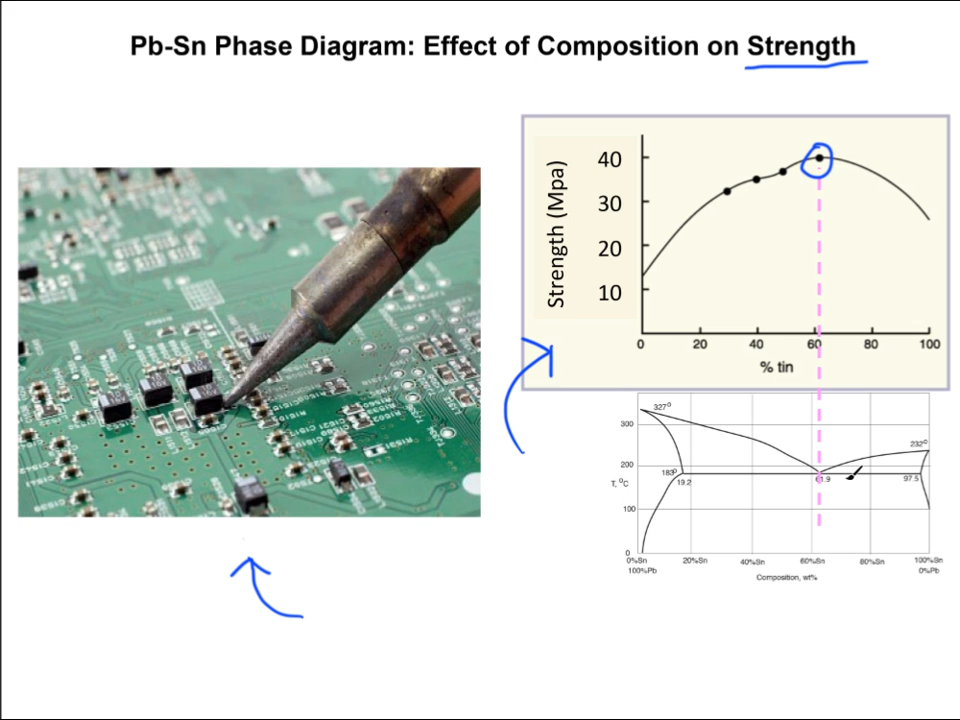 Pb-Sn Phase Diagram: Effect of Composition on Strength
Strength (Mpa)
40
30
20
10
0 20 40 60 80 100
% tin
327°
300
232°
200
183°
T, °C
19.2
61.9
97.5
100
0
0%Sn 20%Sn 40%Sn 60%Sn 80%Sn 100%Sn
100%Pb 0%Pb
Composition, wt%